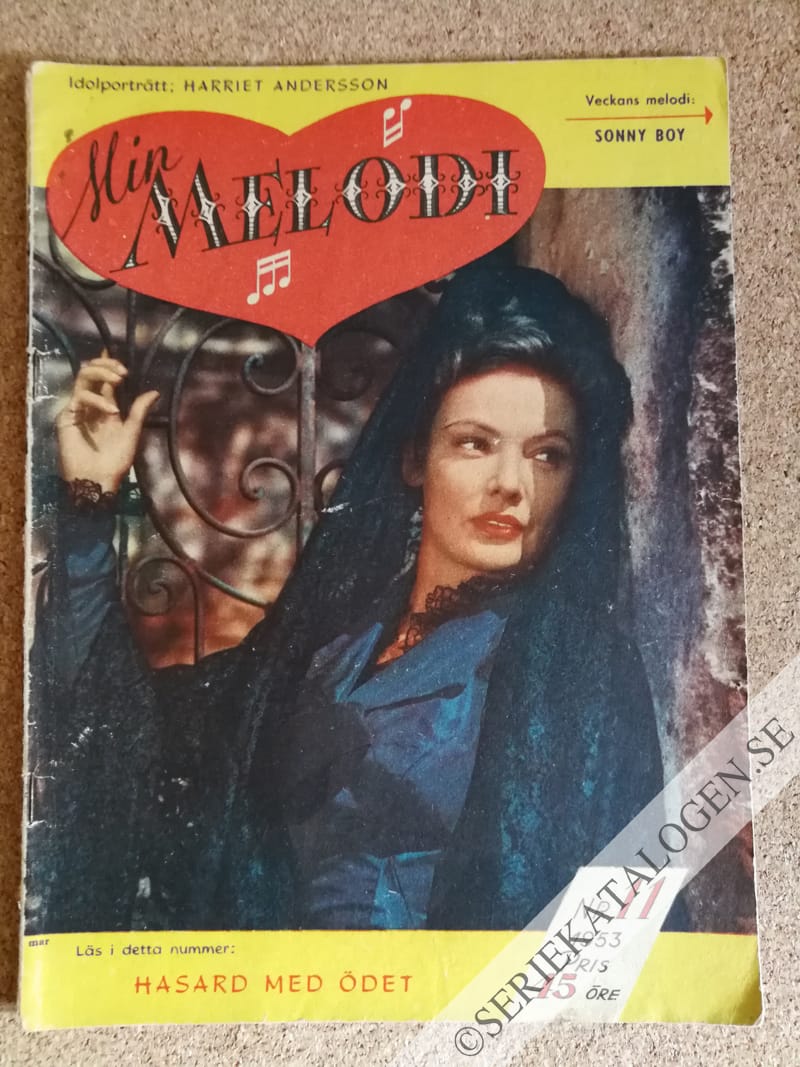 Idolporträtt: HARRIET ANDERSSON
Veckans melodi:
SONNY BOY
Min
MELODI
mar
Läs i detta nummer:
HASARD MED ÖDET
No 11
1953
PRIS
45 ÖRE
©SERIEKATALOGEN.SE